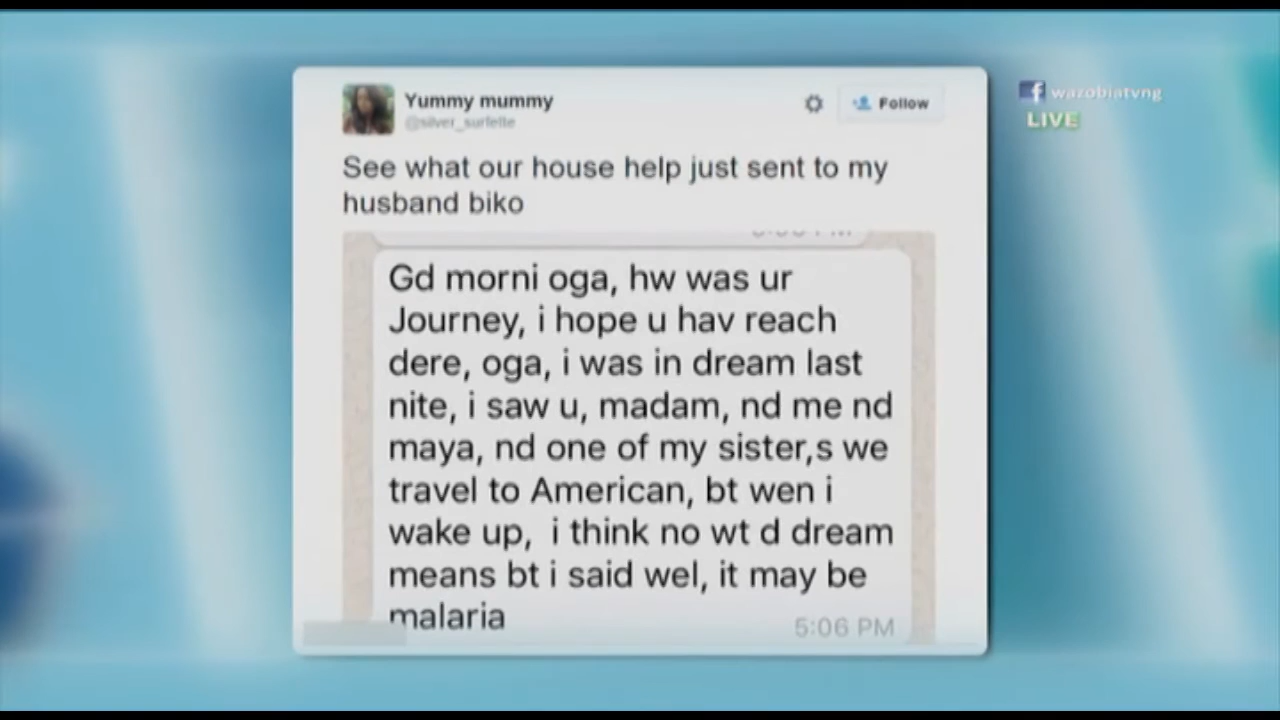 Yummy mummy
@silver_surfette
Follow
See what our house help just sent to my
husband biko
Gd morni oga, hw was ur
Journey, i hope u hav reach
dere, oga, i was in dream last
nite, i saw u, madam, nd me nd
maya, nd one of my sister,s we
travel to American, bt wen i
wake up, i think no wt d dream
means bt i said wel, it may be
malaria
5:06 PM
wazobiatvng
LIVE